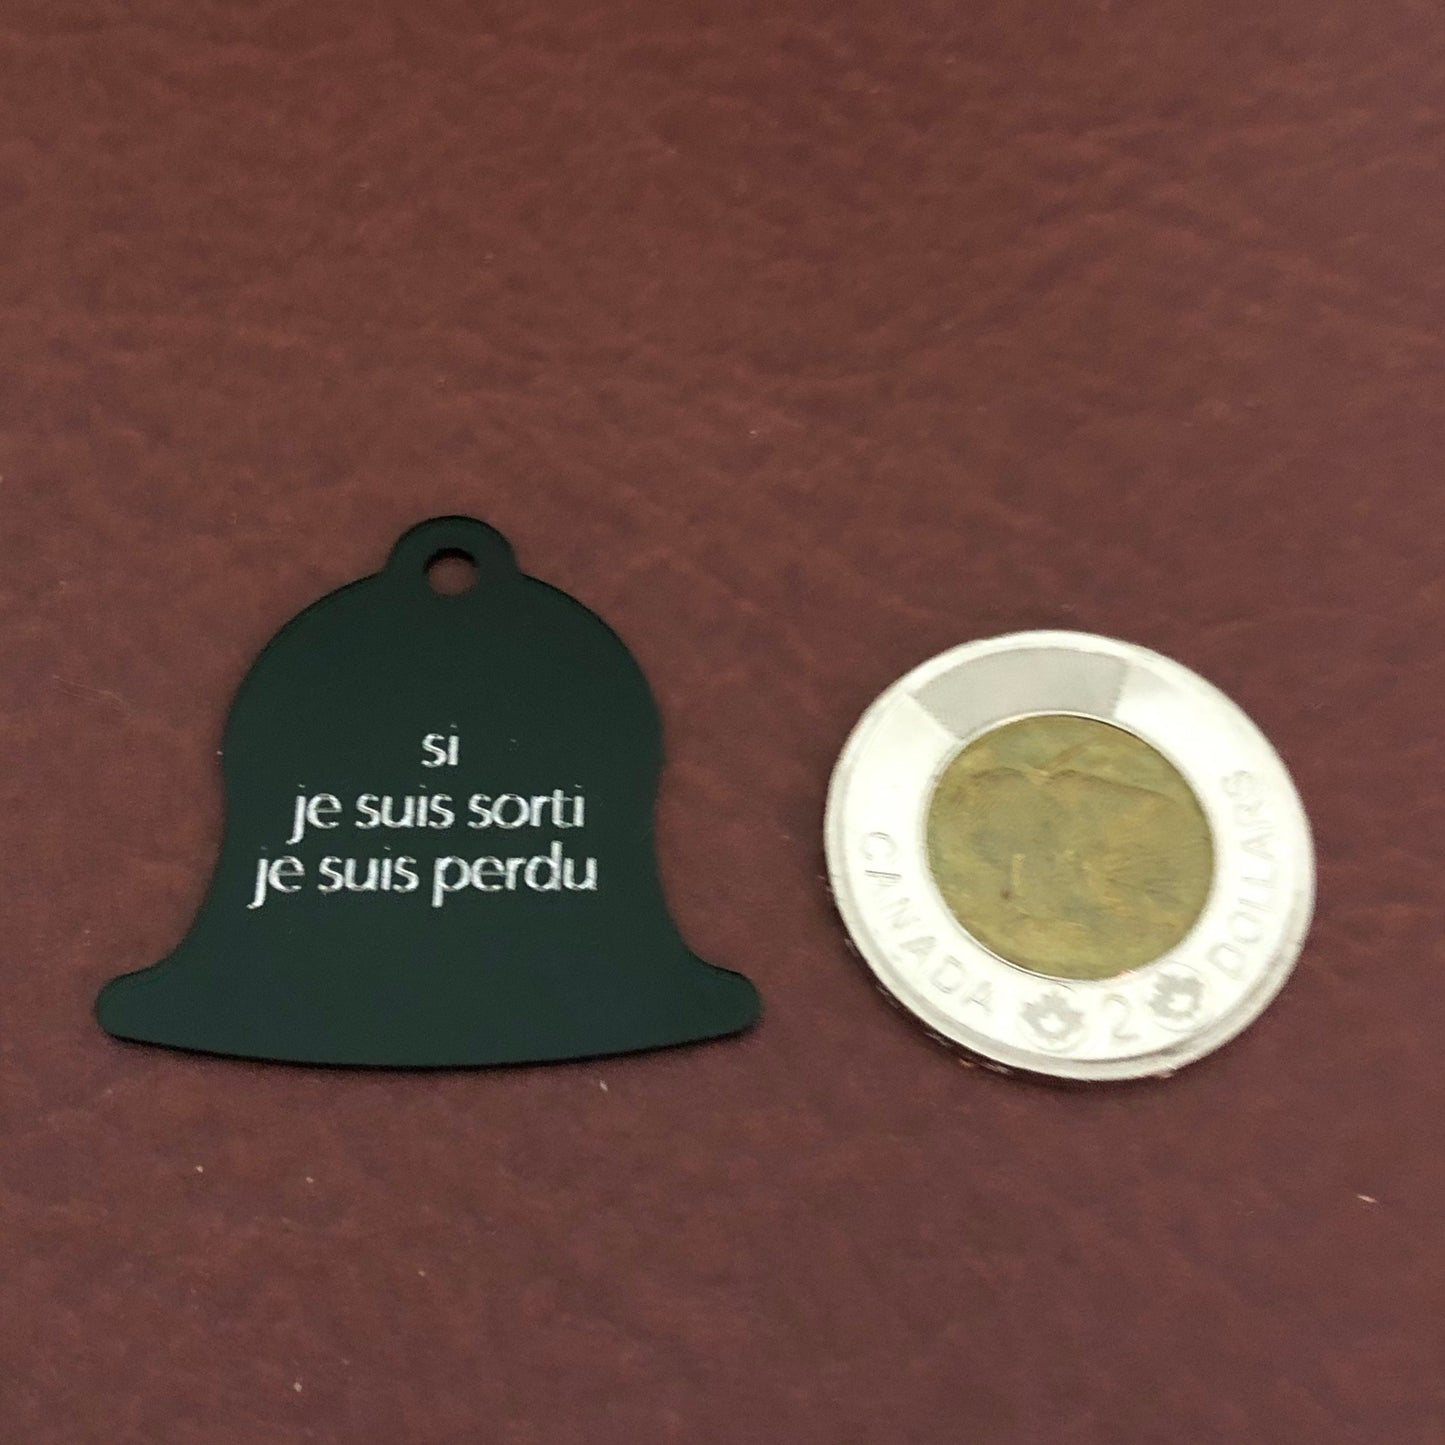 si
je suis sorti
je suis perdu
CANADA 2 DOLLARS